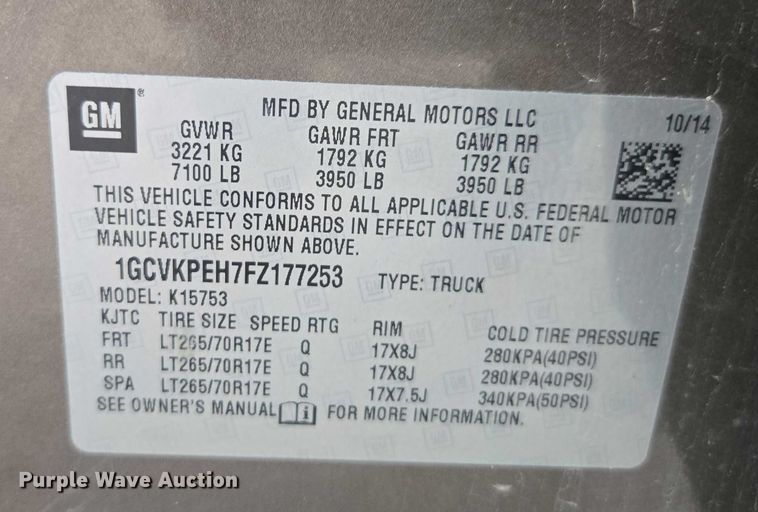 GM ®
MFD BY GENERAL MOTORS LLC
10/14
GVWR GAWR FRT GAWR RR
3221 KG 1792 KG 1792 KG
7100 LB 3950 LB 3950 LB
THIS VEHICLE CONFORMS TO ALL APPLICABLE U.S. FEDERAL MOTOR
VEHICLE SAFETY STANDARDS IN EFFECT ON THE DATE OF
MANUFACTURE SHOWN ABOVE.
1GCVKPEH7FZ177253 TYPE: TRUCK
MODEL: K15753
KJTC TIRE SIZE SPEED RTG RIM COLD TIRE PRESSURE
FRT LT265/70R17E Q 17X8J 280KPA(40PSI)
RR LT265/70R17E Q 17X8J 280KPA(40PSI)
SPA LT265/70R17E Q 17X7.5J 340KPA(50PSI)
SEE OWNER'S MANUAL i FOR MORE INFORMATION.
Purple Wave Auction